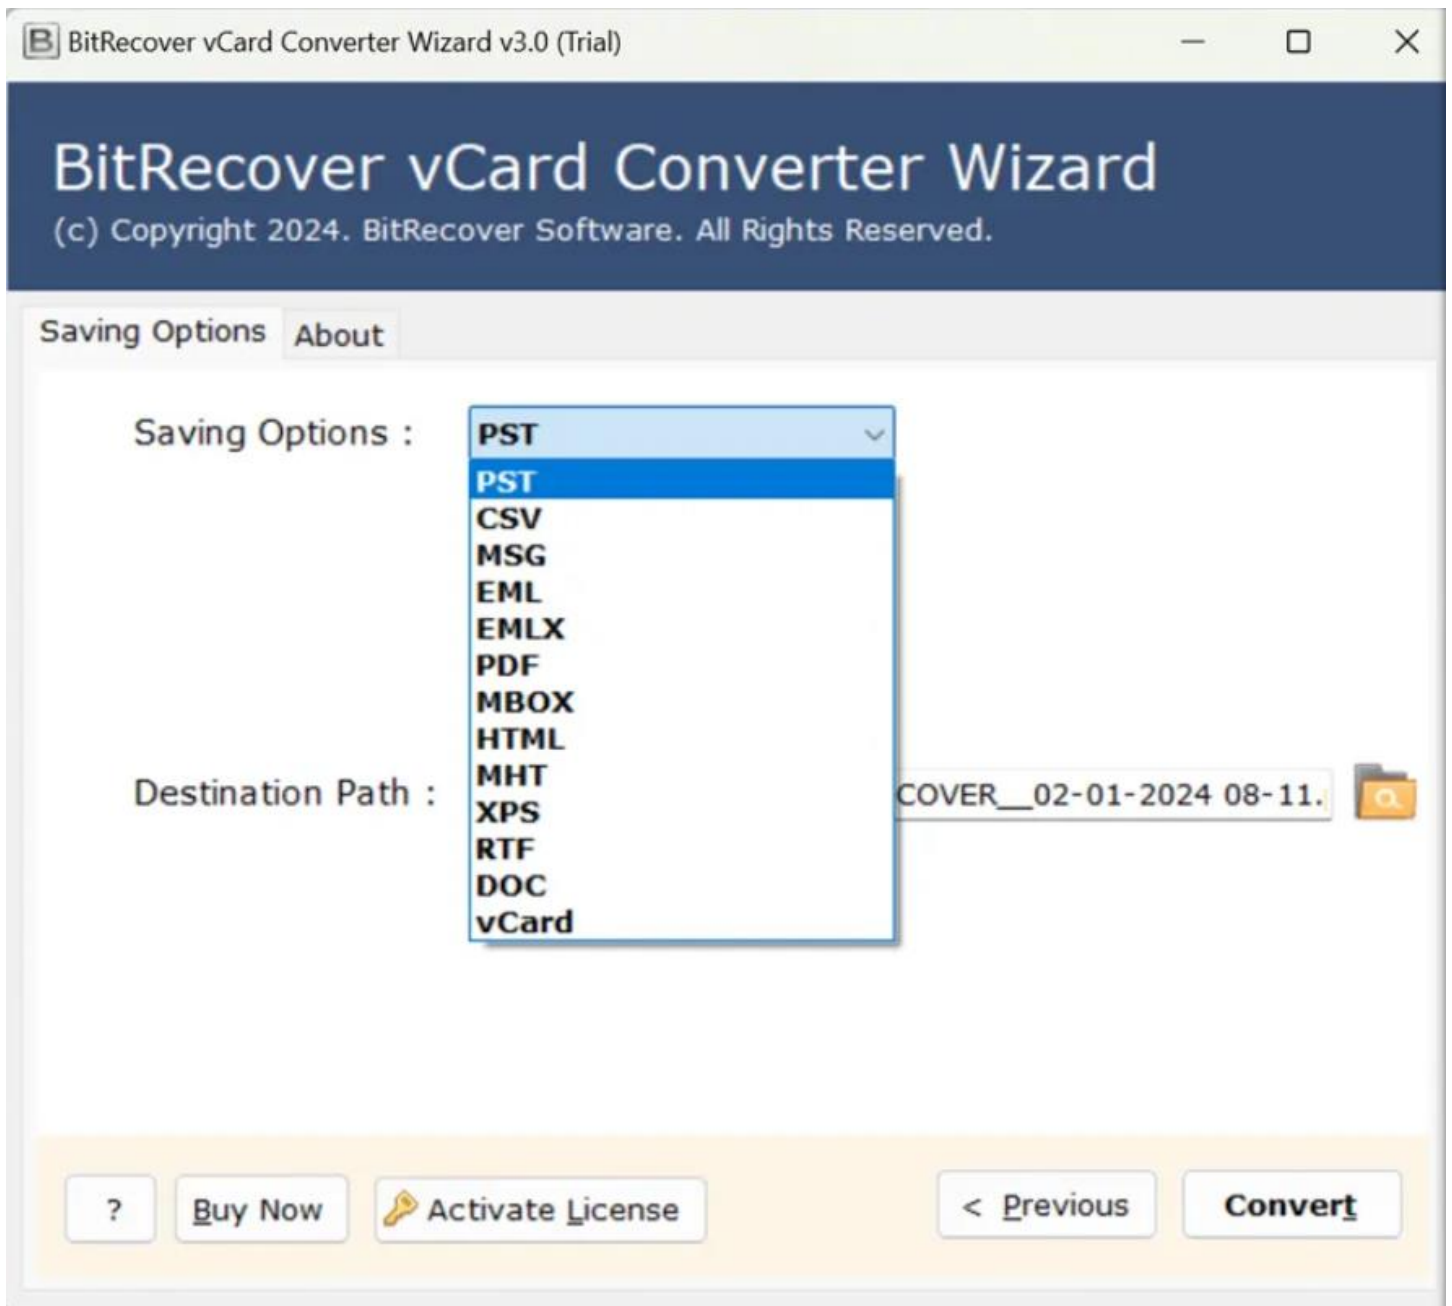 BitRecover vCard Converter Wizard v3.0 (Trial)
BitRecover vCard Converter Wizard
(c) Copyright 2024. BitRecover Software. All Rights Reserved.
Saving Options About
Saving Options : PST
PST
CSV
MSG
EML
EMLX
PDF
MBOX
HTML
MHT
XPS
RTF
DOC
vCard
Destination Path : COVER__02-01-2024 08-11.
? Buy Now Activate License < Previous Convert